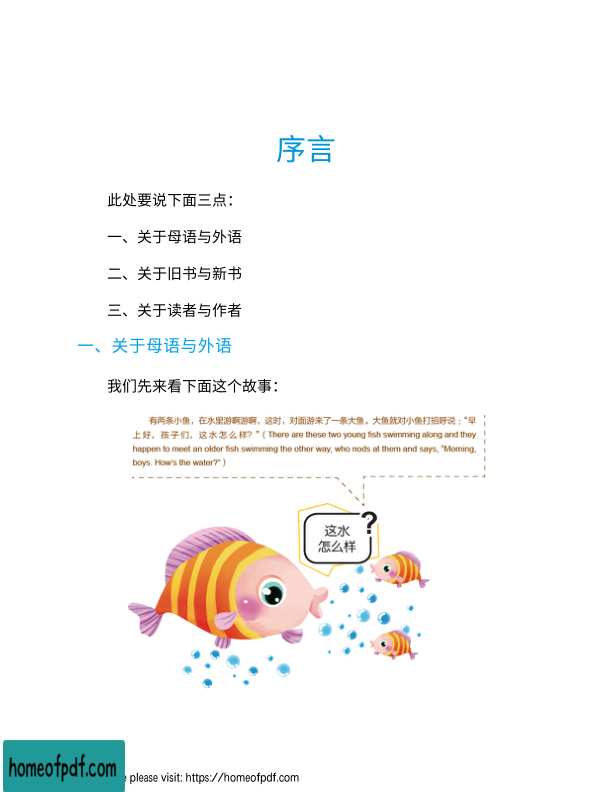 序言
此处要说下面三点：
一、关于母语与外语
二、关于旧书与新书
三、关于读者与作者
一、关于母语与外语
我们先来看下面这个故事：
有两条小鱼，在水里游啊游啊，这时，对面游来了一条大鱼。大鱼就对小鱼打招呼说：“早
上好，孩子们，这水怎么样？”（There are these two young fish swimming along and they
happen to meet an older fish swimming the other way, who nods at them and says, "Morning,
boys. How's the water?"）
这水
怎么样
?
homeofpdf.com
please visit: https://homeofpdf.com